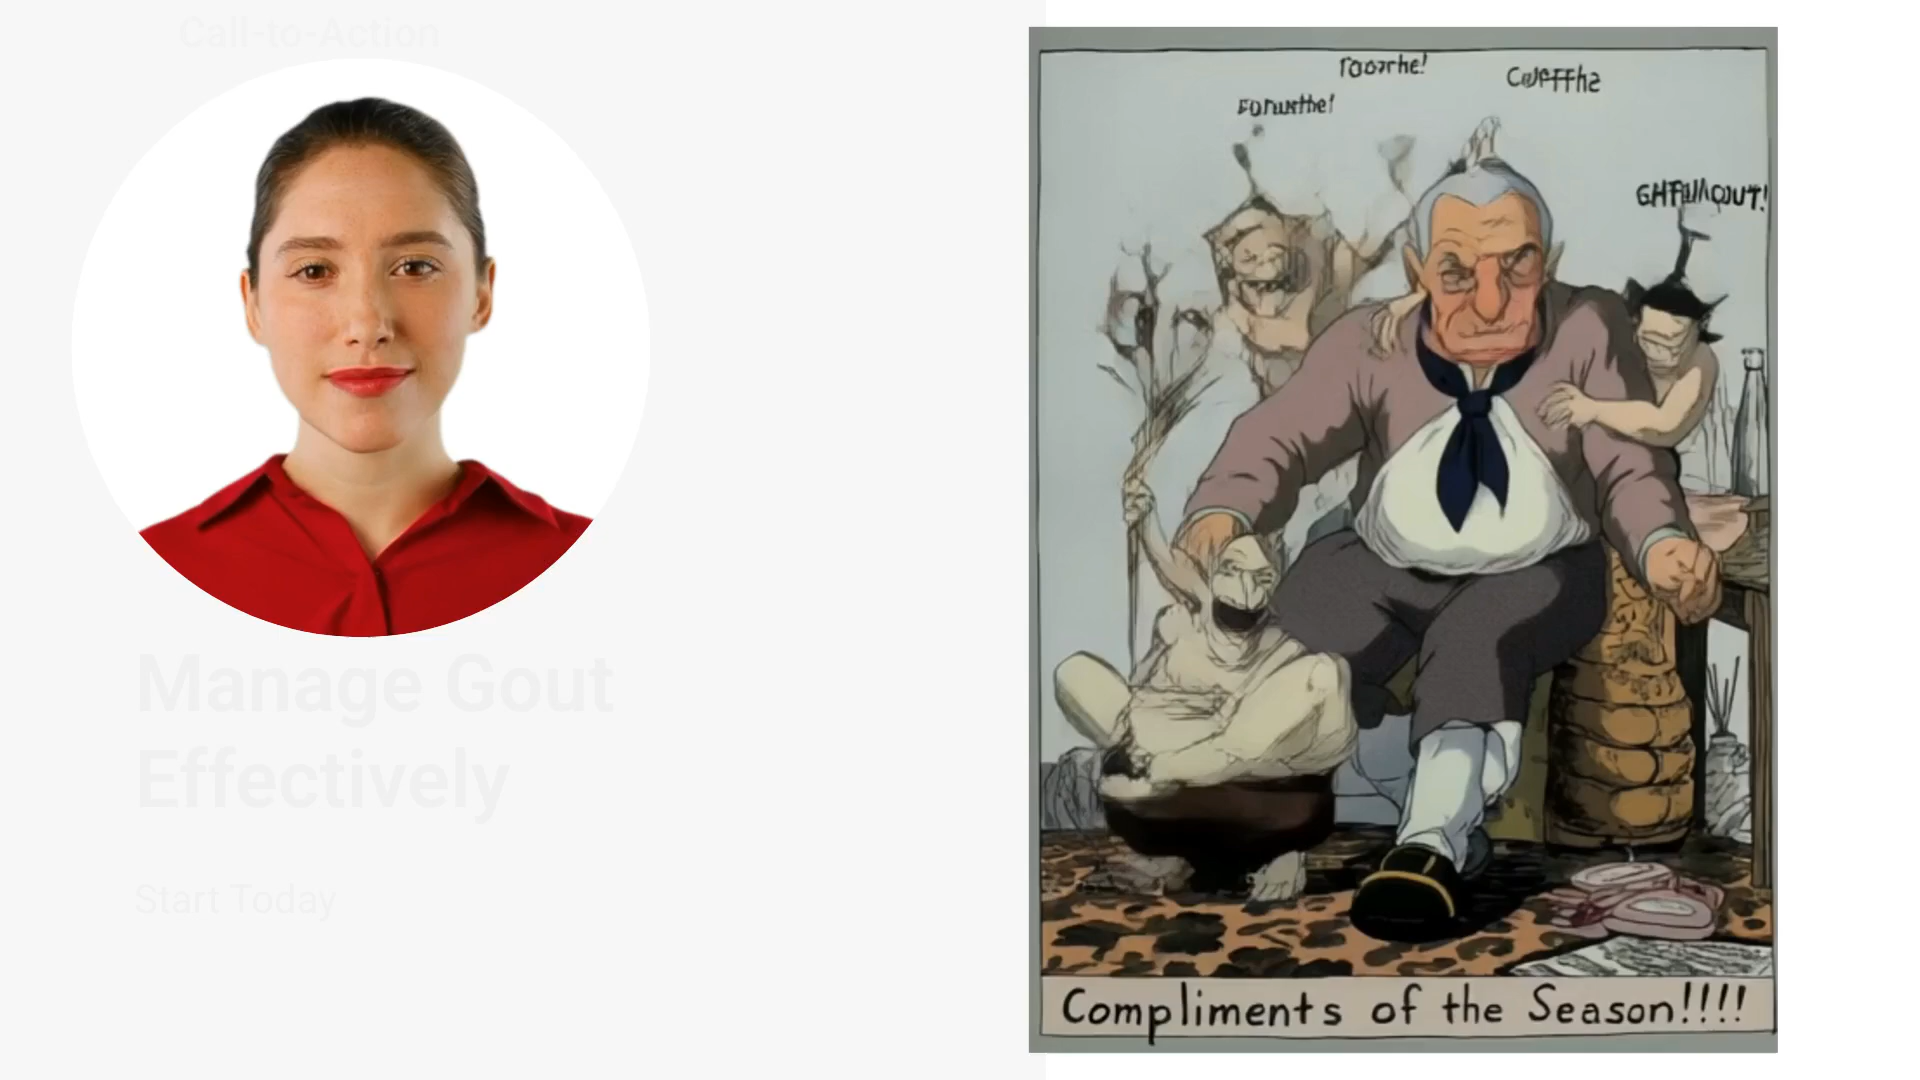 Call-to-Action
Manage Gout
Effectively
Start Today
Compliments of the Season!!!!